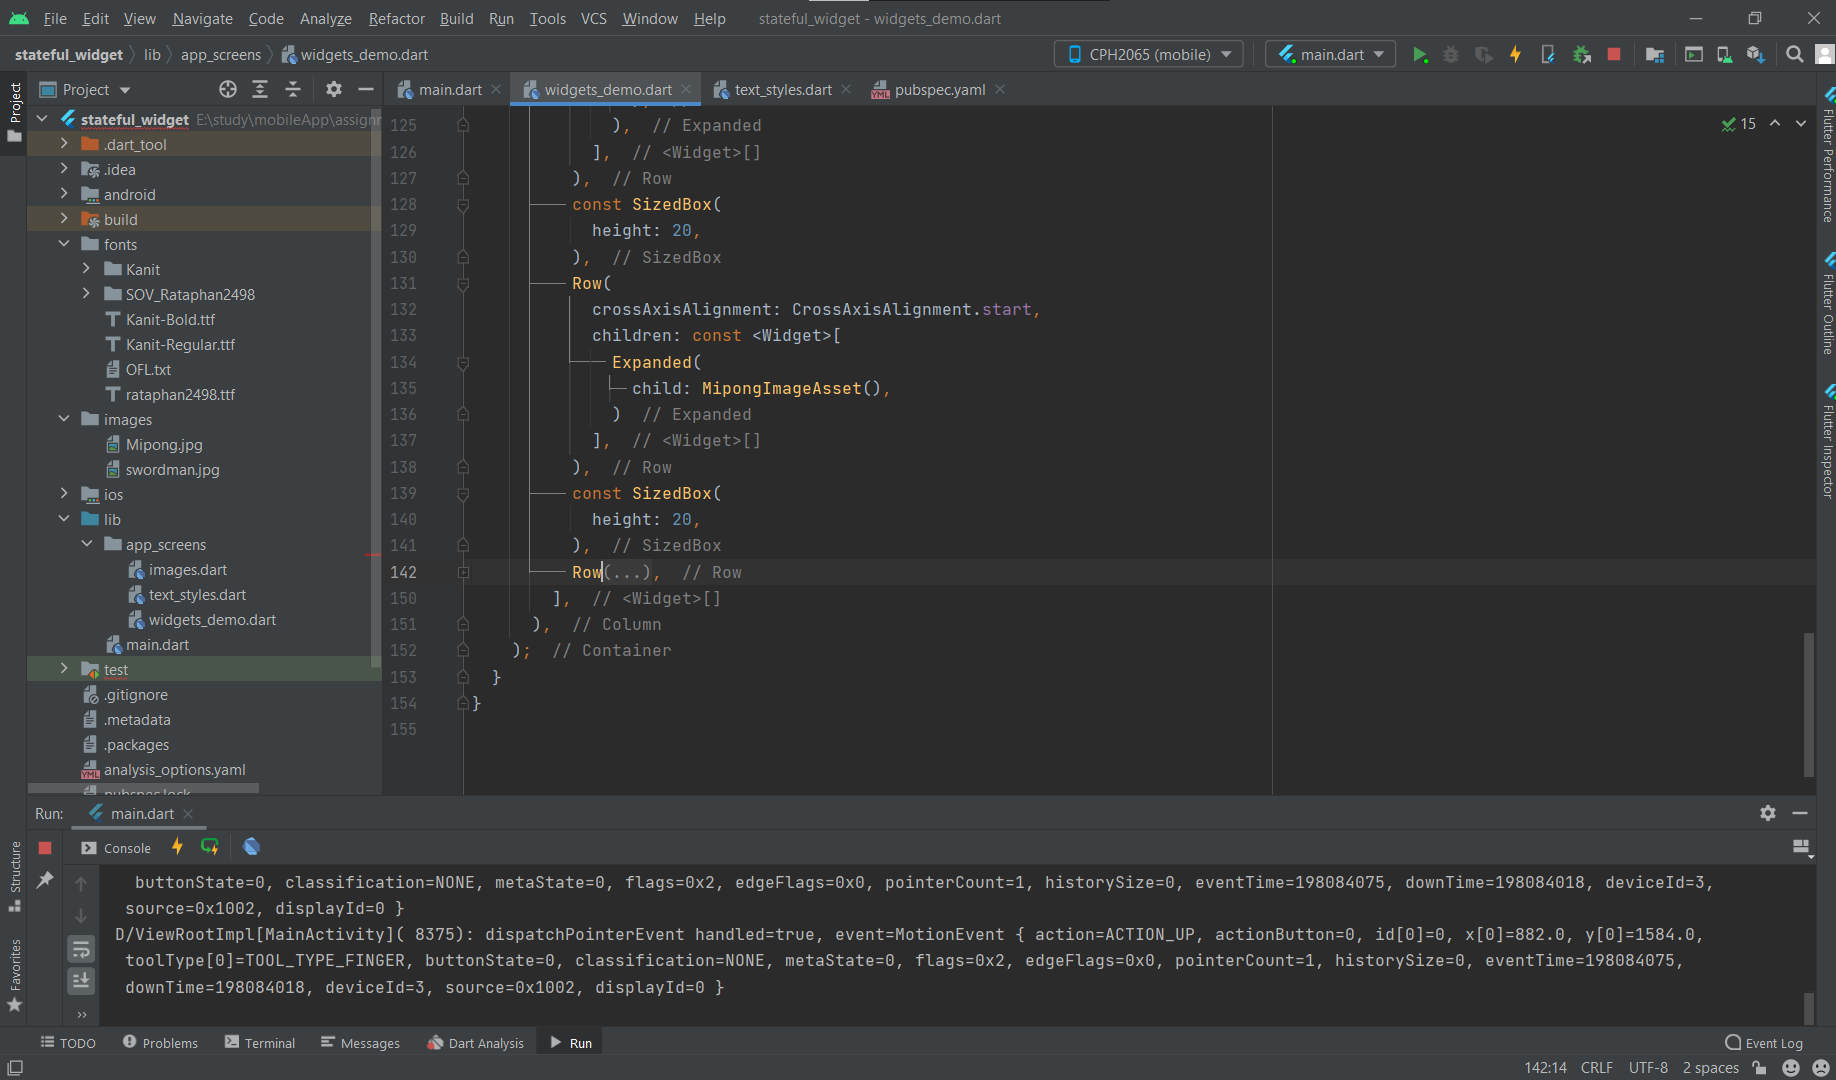 File Edit View Navigate Code Analyze Refactor Build Run Tools VCS Window Help stateful_widget - widgets_demo.dart
stateful_widget lib app_screens widgets_demo.dart CPH2065 (mobile) main.dart
Project
Project
main.dart widgets_demo.dart text_styles.dart pubspec.yaml
stateful_widget E:\study\mobileApp\assignm
.dart_tool
.idea
android
build
fonts
Kanit
SOV_Rataphan2498
Kanit-Bold.ttf
Kanit-Regular.ttf
OFL.txt
rataphan2498.ttf
images
Mipong.jpg
swordman.jpg
ios
lib
app_screens
images.dart
text_styles.dart
widgets_demo.dart
main.dart
test
.gitignore
.metadata
.packages
analysis_options.yaml
pubspec.lock
15
125 ), // Expanded
126 ], // <Widget>[]
127 ), // Row
128 const SizedBox(
129 height: 20,
130 ), // SizedBox
131 Row(
132 crossAxisAlignment: CrossAxisAlignment.start,
133 children: const <Widget>[
134 Expanded(
135 child: MipongImageAsset(),
136 ) // Expanded
137 ], // <Widget>[]
138 ), // Row
139 const SizedBox(
140 height: 20,
141 ), // SizedBox
142 Row(...), // Row
150 ], // <Widget>[]
151 ), // Column
152 ); // Container
153 }
154 }
155
Flutter Performance
Flutter Outline
Flutter Inspector
Run: main.dart
Console
Structure
Favorites
buttonState=0, classification=NONE, metaState=0, flags=0x2, edgeFlags=0x0, pointerCount=1, historySize=0, eventTime=198084075, downTime=198084018, deviceId=3,
source=0x1002, displayId=0 }
D/ViewRootImpl[MainActivity]( 8375): dispatchPointerEvent handled=true, event=MotionEvent { action=ACTION_UP, actionButton=0, id[0]=0, x[0]=882.0, y[0]=1584.0,
toolType[0]=TOOL_TYPE_FINGER, buttonState=0, classification=NONE, metaState=0, flags=0x2, edgeFlags=0x0, pointerCount=1, historySize=0, eventTime=198084075,
downTime=198084018, deviceId=3, source=0x1002, displayId=0 }
TODO Problems Terminal Messages Dart Analysis Run Event Log
142:14 CRLF UTF-8 2 spaces